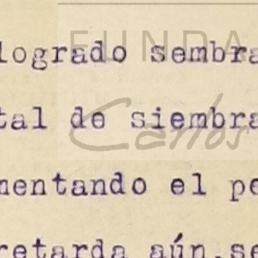 FUNDA
logrado sembra
tal de siembra
Carlos
mentando el pe
retarda aún.se